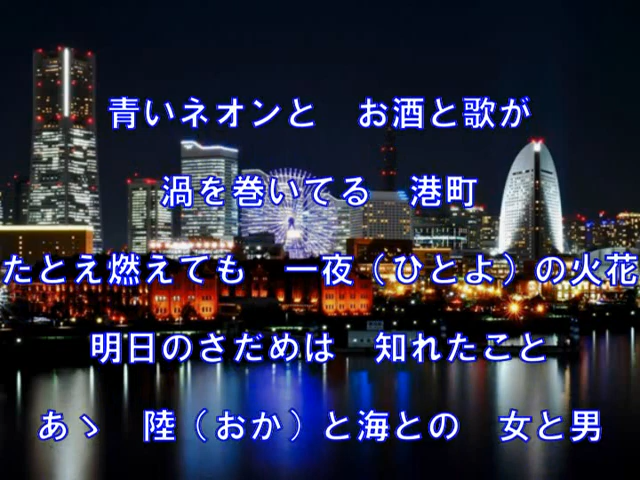 青いネオンと　お酒と歌が
渦を巻いてる　港町
たとえ燃えても　一夜（ひとよ）の火花
明日のさだめは　知れたこと
あゝ　陸（おか）と海との　女と男